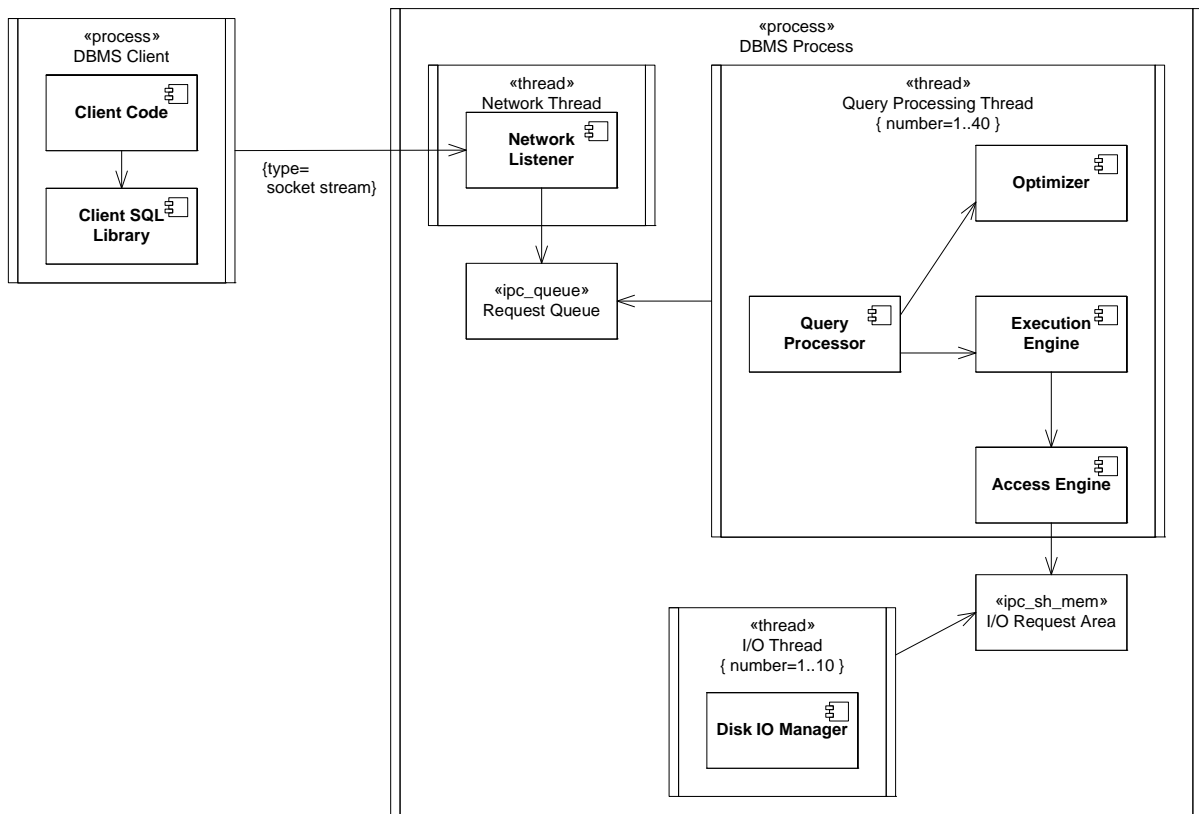 «process»
DBMS Client
Client Code
Client SQL
Library
{type=
socket stream}
«process»
DBMS Process
«thread»
Network Thread
Network
Listener
«ipc_queue»
Request Queue
«thread»
Query Processing Thread
{ number=1..40 }
Optimizer
Query
Processor
Execution
Engine
Access Engine
«ipc_sh_mem»
I/O Request Area
«thread»
I/O Thread
{ number=1..10 }
Disk IO Manager